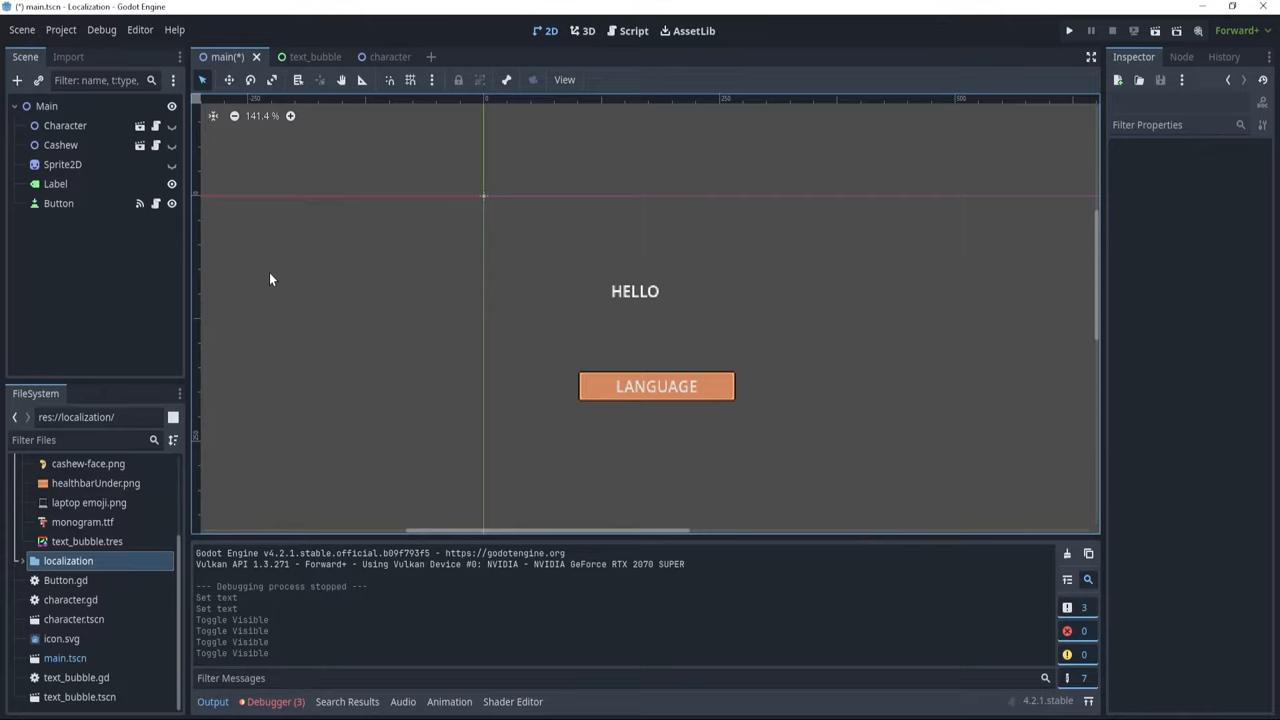 (*) main.tscn - Localization - Godot Engine
Scene Project Debug Editor Help
2D 3D Script AssetLib
Forward+
Scene Import
main(*) text_bubble character
Inspector Node History
Filter: name, t:type,
View
Main
Character
Cashew
Sprite2D
Label
Button
-250 0 250 500
141.4 %
0
HELLO
LANGUAGE
Filter Properties
FileSystem
res://localization/
Filter Files
cashew-face.png
healthbarUnder.png
laptop emoji.png
monogram.ttf
text_bubble.tres
localization
Button.gd
character.gd
character.tscn
icon.svg
main.tscn
text_bubble.gd
text_bubble.tscn
Godot Engine v4.2.1.stable.official.b09f793f5 - https://godotengine.org
Vulkan API 1.3.271 - Forward+ - Using Vulkan Device #0: NVIDIA - NVIDIA GeForce RTX 2070 SUPER
--- Debugging process stopped ---
Set text
Set text
Toggle Visible
Toggle Visible
Toggle Visible
Toggle Visible
3
0
0
7
Filter Messages
Output Debugger (3) Search Results Audio Animation Shader Editor
4.2.1.stable